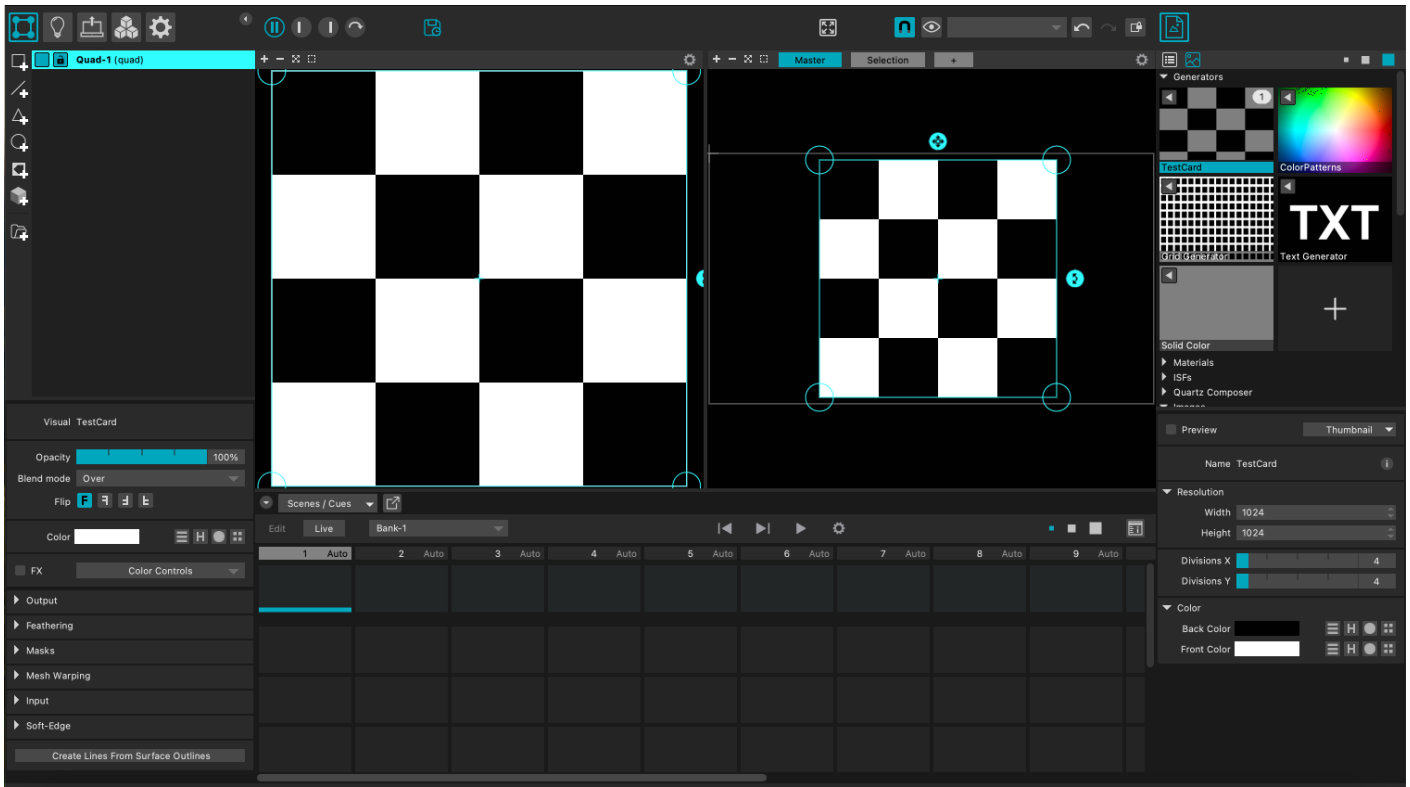 Quad-1 (quad)
Master
Selection
+
Generators
1
TestCard
ColorPatterns
Grid Generator
TXT
Text Generator
Solid Color
Materials
ISFs
Quartz Composer
Images
Visual TestCard
Opacity 100%
Blend mode Over
Flip F F F F
Color H
FX Color Controls
Output
Feathering
Masks
Mesh Warping
Input
Soft-Edge
Create Lines From Surface Outlines
Scenes / Cues
Edit Live Bank-1
1 Auto 2 Auto 3 Auto 4 Auto 5 Auto 6 Auto 7 Auto 8 Auto 9 Auto
Preview Thumbnail
Name TestCard i
Resolution
Width 1024
Height 1024
Divisions X 4
Divisions Y 4
Color
Back Color H
Front Color H